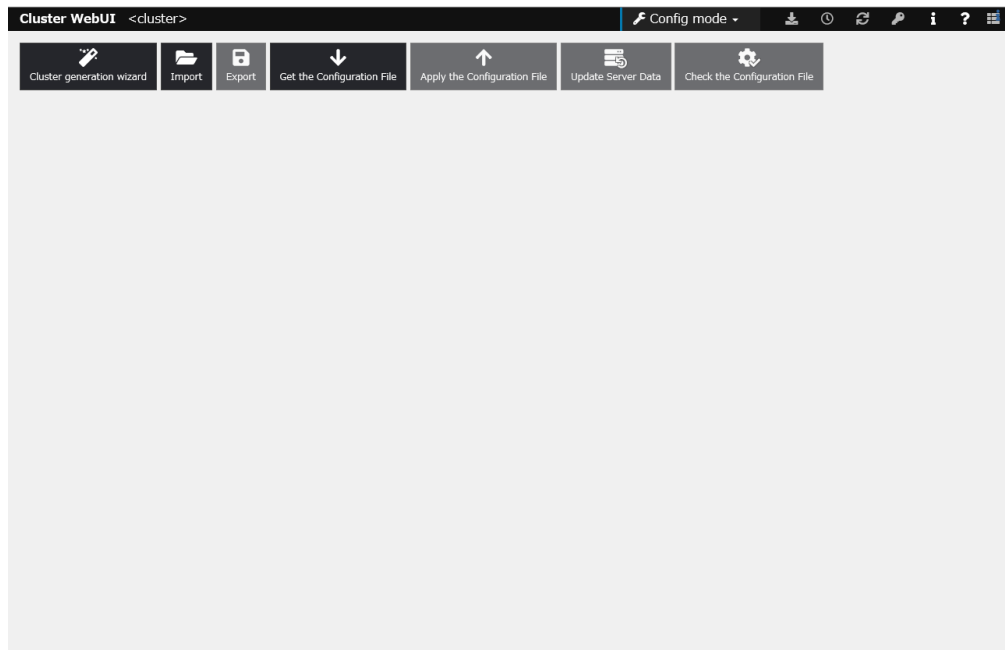 Cluster WebUI <cluster> Config mode
Cluster generation wizard Import Export Get the Configuration File Apply the Configuration File Update Server Data Check the Configuration File